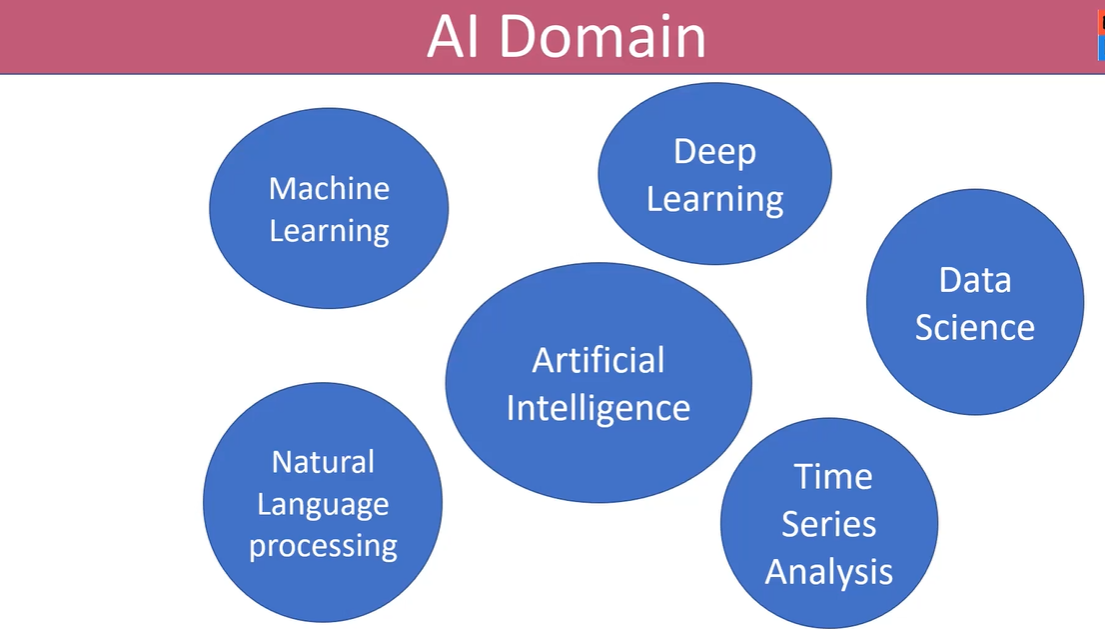 AI Domain
Machine
Learning
Deep
Learning
Data
Science
Artificial
Intelligence
Natural
Language
processing
Time
Series
Analysis